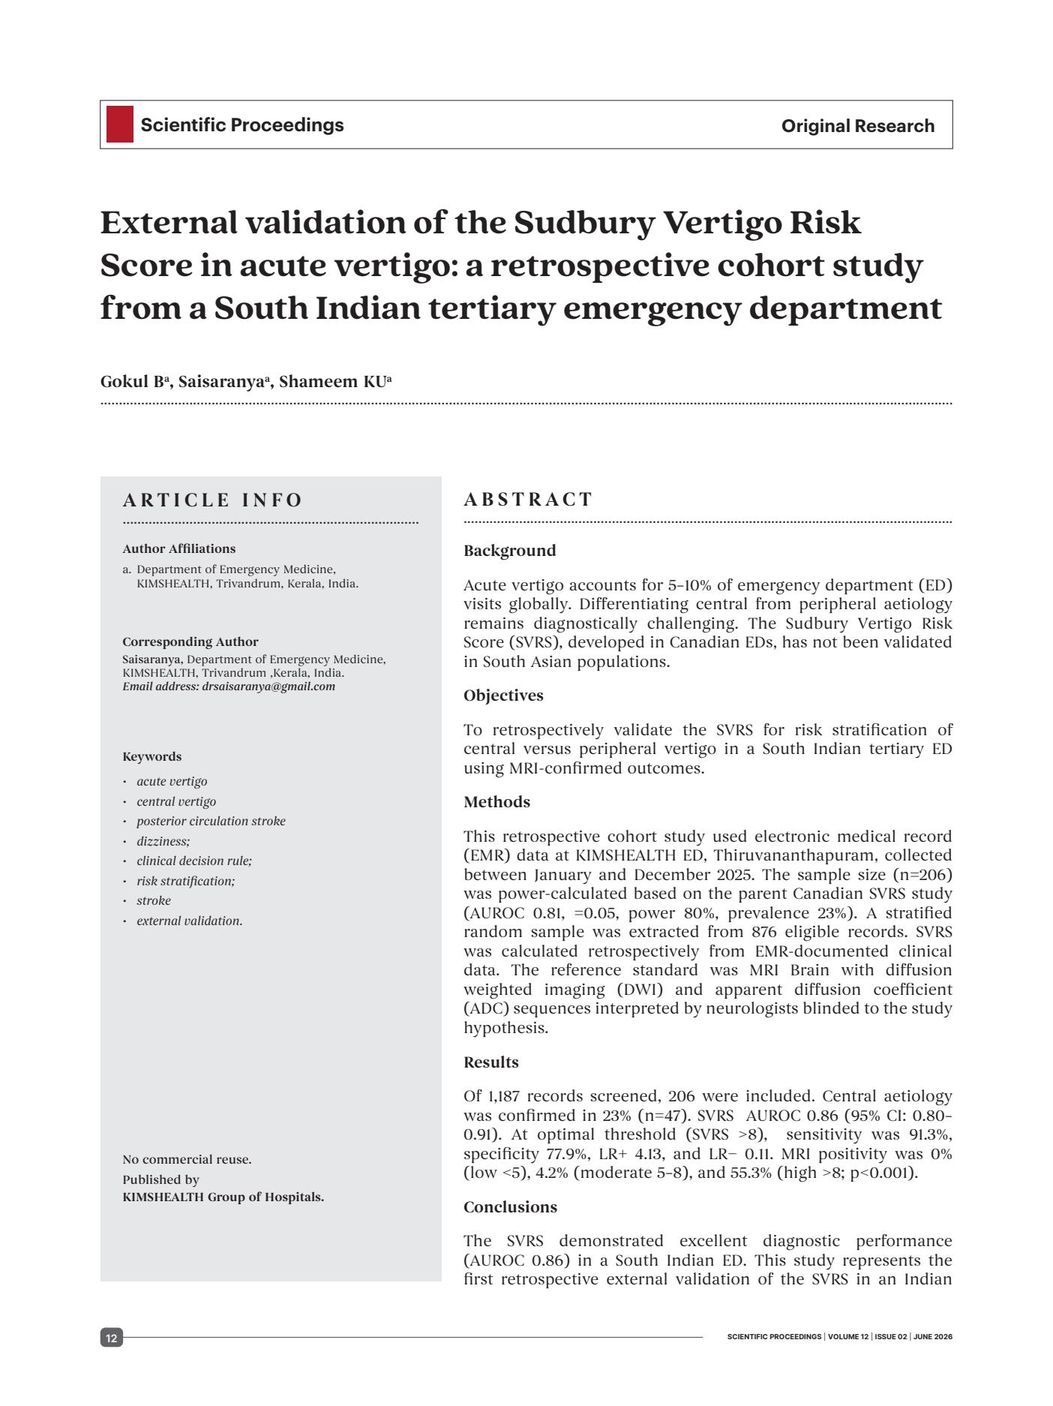 Scientific Proceedings
Original Research
External validation of the Sudbury Vertigo Risk
Score in acute vertigo: a retrospective cohort study
from a South Indian tertiary emergency department
Gokul Bᵃ, Saisaranyaᵃ, Shameem KUᵃ
ARTICLE INFO
Author Affiliations
a. Department of Emergency Medicine,
KIMSHEALTH, Trivandrum, Kerala, India.
Corresponding Author
Saisaranya, Department of Emergency Medicine,
KIMSHEALTH, Trivandrum ,Kerala, India.
Email address: drsaisaranya@gmail.com
Keywords
· acute vertigo
· central vertigo
· posterior circulation stroke
· dizziness;
· clinical decision rule;
· risk stratification;
· stroke
· external validation.
No commercial reuse.
Published by
KIMSHEALTH Group of Hospitals.
ABSTRACT
Background
Acute vertigo accounts for 5–10% of emergency department (ED)
visits globally. Differentiating central from peripheral aetiology
remains diagnostically challenging. The Sudbury Vertigo Risk
Score (SVRS), developed in Canadian EDs, has not been validated
in South Asian populations.
Objectives
To retrospectively validate the SVRS for risk stratification of
central versus peripheral vertigo in a South Indian tertiary ED
using MRI-confirmed outcomes.
Methods
This retrospective cohort study used electronic medical record
(EMR) data at KIMSHEALTH ED, Thiruvananthapuram, collected
between January and December 2025. The sample size (n=206)
was power-calculated based on the parent Canadian SVRS study
(AUROC 0.81, =0.05, power 80%, prevalence 23%). A stratified
random sample was extracted from 876 eligible records. SVRS
was calculated retrospectively from EMR-documented clinical
data. The reference standard was MRI Brain with diffusion
weighted imaging (DWI) and apparent diffusion coefficient
(ADC) sequences interpreted by neurologists blinded to the study
hypothesis.
Results
Of 1,187 records screened, 206 were included. Central aetiology
was confirmed in 23% (n=47). SVRS AUROC 0.86 (95% CI: 0.80–
0.91). At optimal threshold (SVRS >8), sensitivity was 91.3%,
specificity 77.9%, LR+ 4.13, and LR− 0.11. MRI positivity was 0%
(low <5), 4.2% (moderate 5–8), and 55.3% (high >8; p<0.001).
Conclusions
The SVRS demonstrated excellent diagnostic performance
(AUROC 0.86) in a South Indian ED. This study represents the
first retrospective external validation of the SVRS in an Indian
12
SCIENTIFIC PROCEEDINGS | VOLUME 12 | ISSUE 02 | JUNE 2026